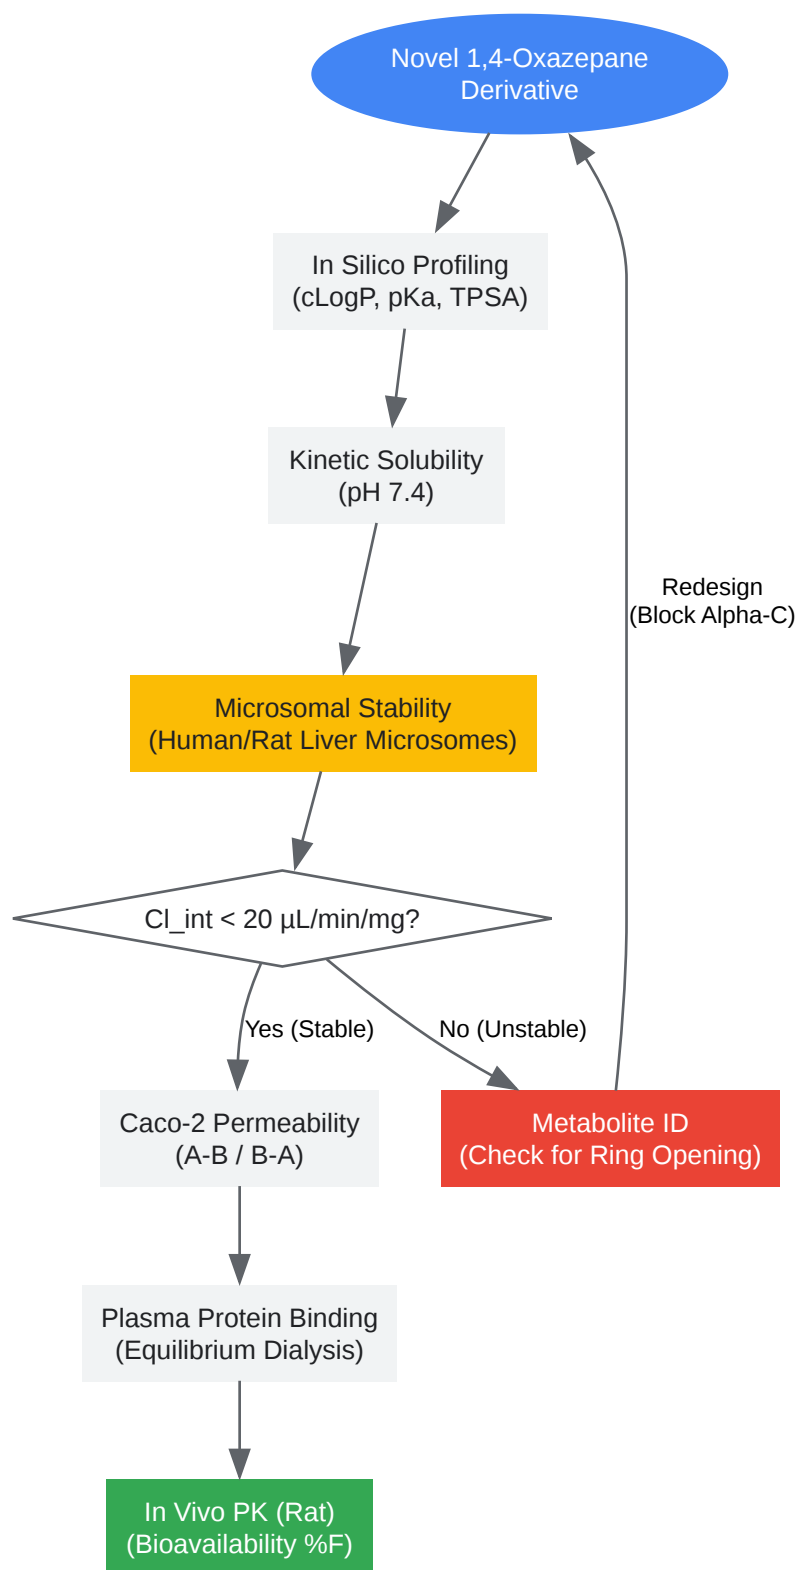 Novel 1,4-Oxazepane
Derivative
In Silico Profiling
(cLogP, pKa, TPSA)
Kinetic Solubility
(pH 7.4)
Redesign
(Block Alpha-C)
Microsomal Stability
(Human/Rat Liver Microsomes)
Cl_int < 20 µL/min/mg?
Yes (Stable)
No (Unstable)
Caco-2 Permeability
(A-B / B-A)
Metabolite ID
(Check for Ring Opening)
Plasma Protein Binding
(Equilibrium Dialysis)
In Vivo PK (Rat)
(Bioavailability %F)